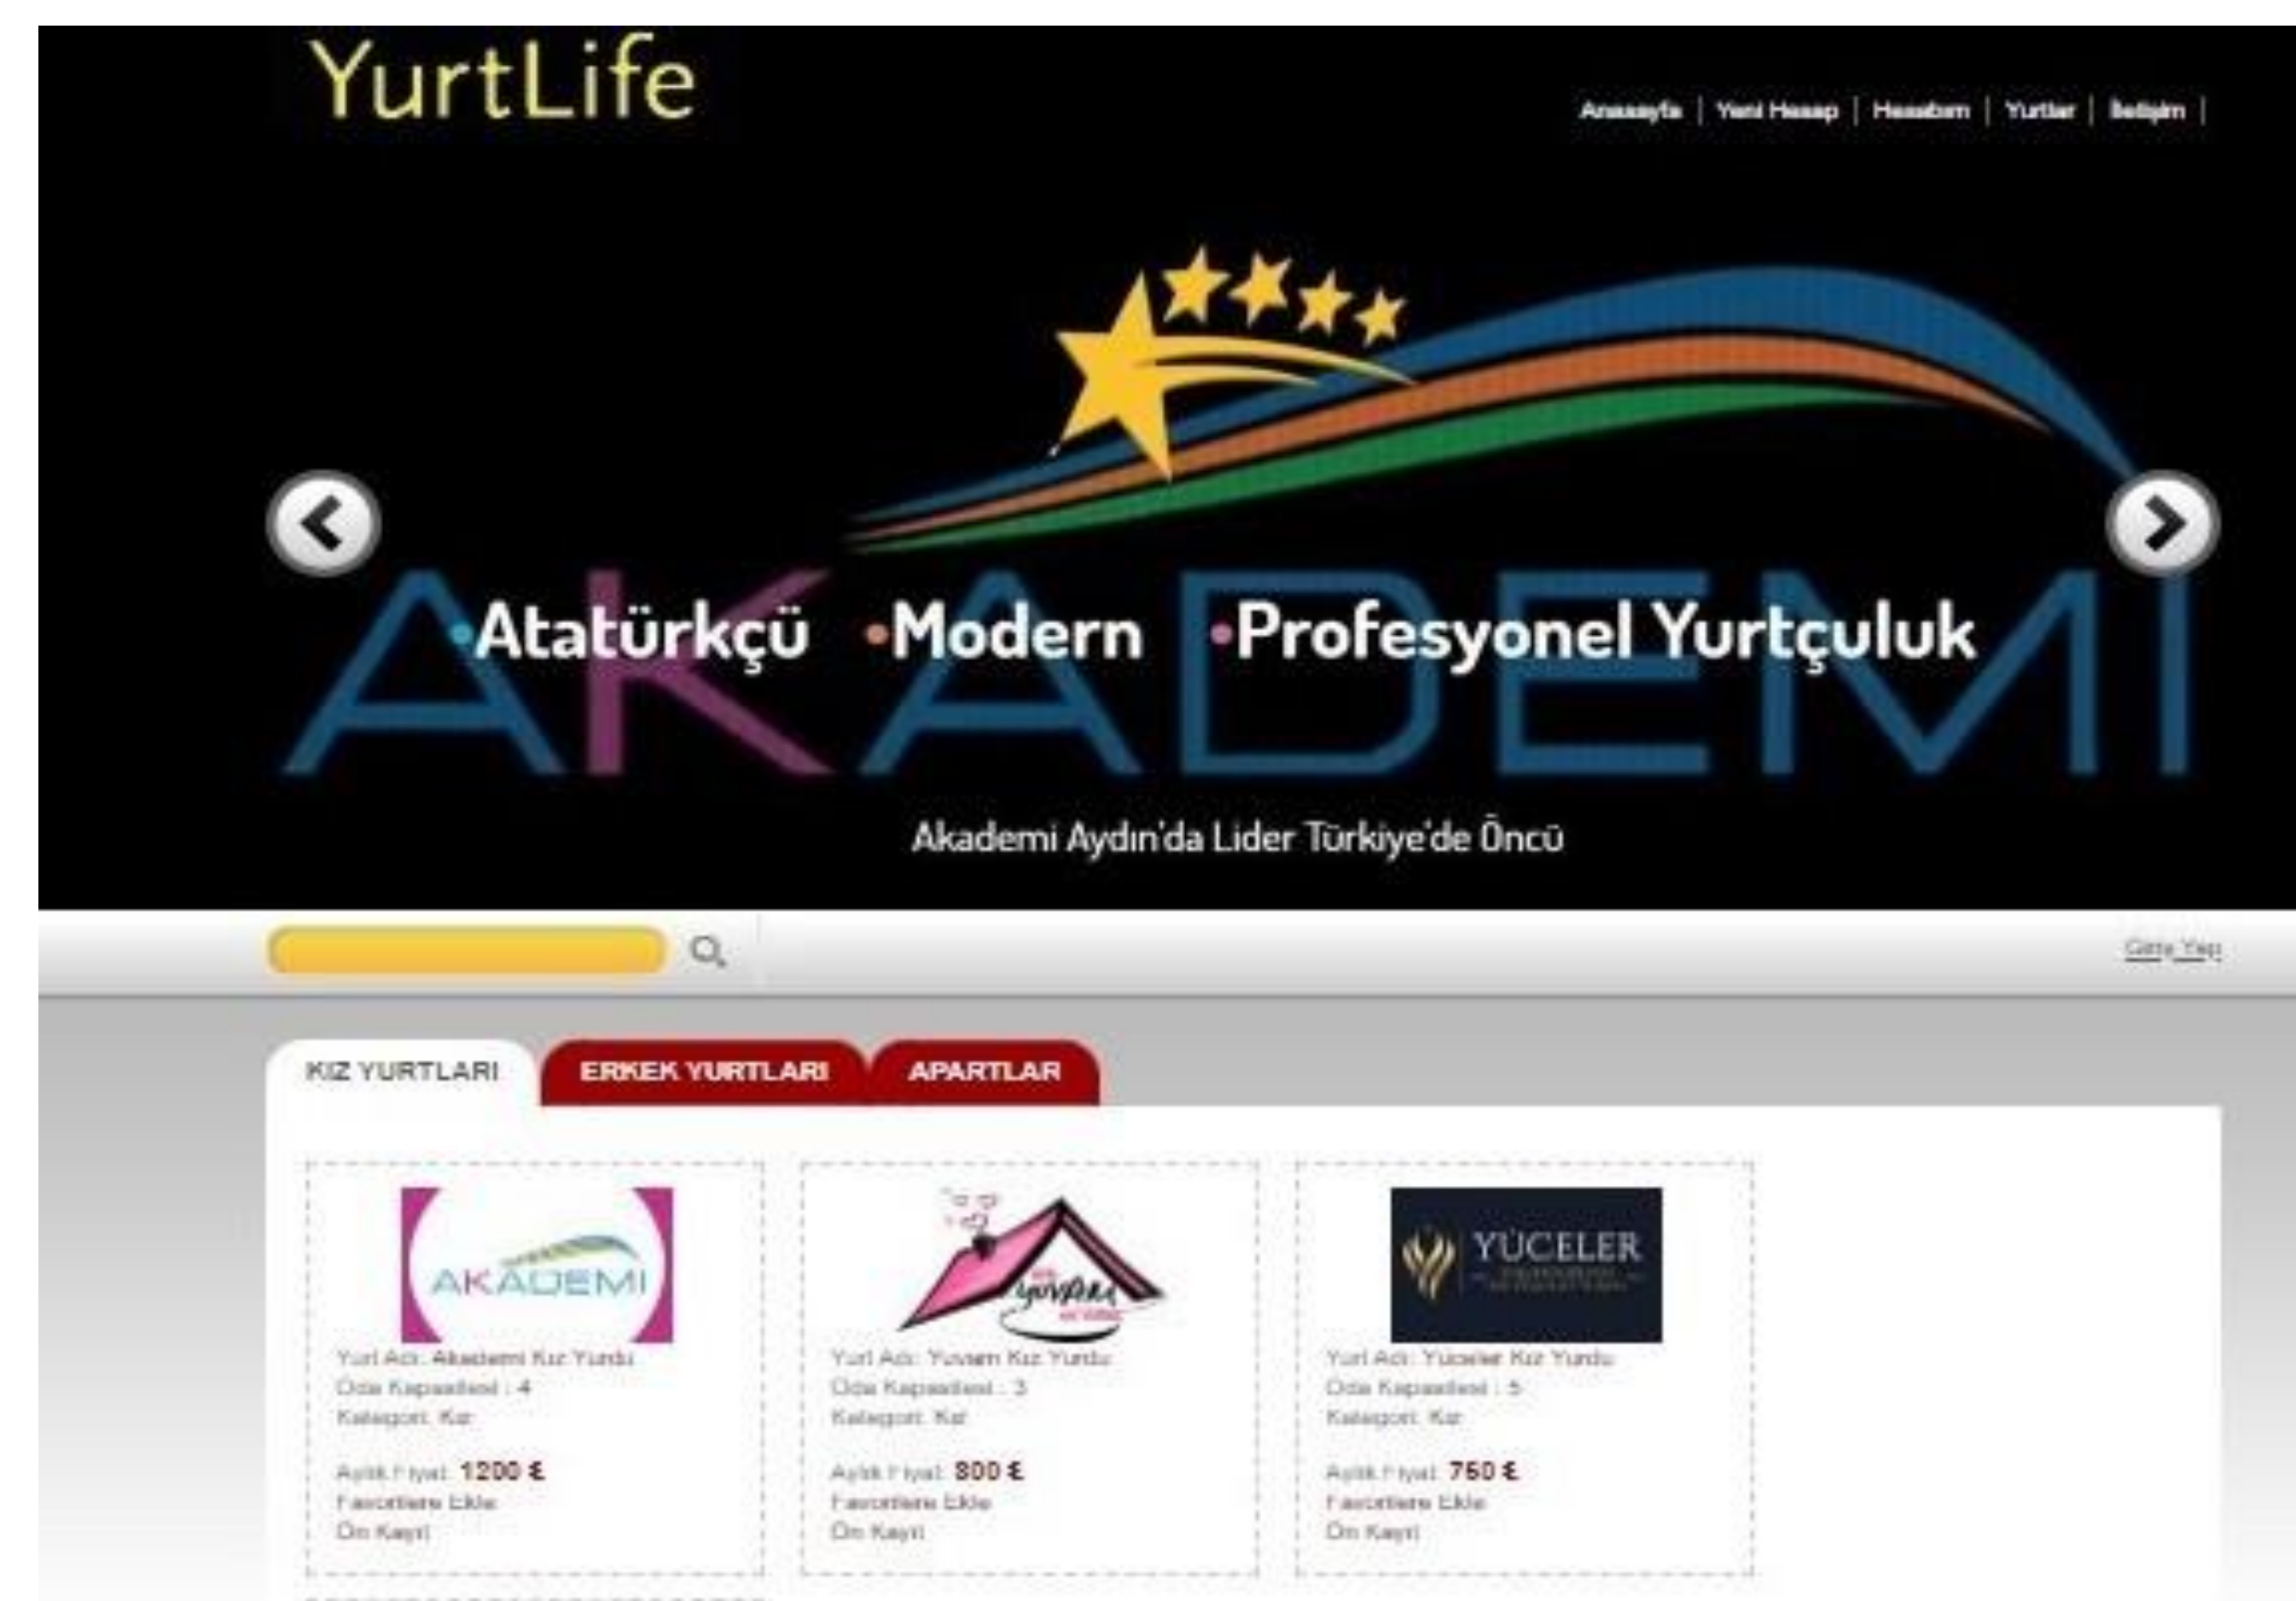 YurtLife
Anasayfa | Yeni Hesap | Hesabım | Yurtlar | İletişim |
AKADEMİ
•Atatürkçü •Modern •Profesyonel Yurtçuluk
Akademi Aydın'da Lider Türkiye'de Öncü
Giriş Yap
KIZ YURTLARI ERKEK YURTLARI APARTLAR
AKADEMI
YUVAM
YÜCELER
Yurt Adı: Akademi Kız Yurdu
Oda Kapasitesi : 4
Kategori: Kız
Aylık Fiyat: 1200 ₺
Favorilere Ekle
Ön Kayıt
Yurt Adı: Yuvam Kız Yurdu
Oda Kapasitesi : 3
Kategori: Kız
Aylık Fiyat: 800 ₺
Favorilere Ekle
Ön Kayıt
Yurt Adı: Yüceler Kız Yurdu
Oda Kapasitesi : 5
Kategori: Kız
Aylık Fiyat: 750 ₺
Favorilere Ekle
Ön Kayıt